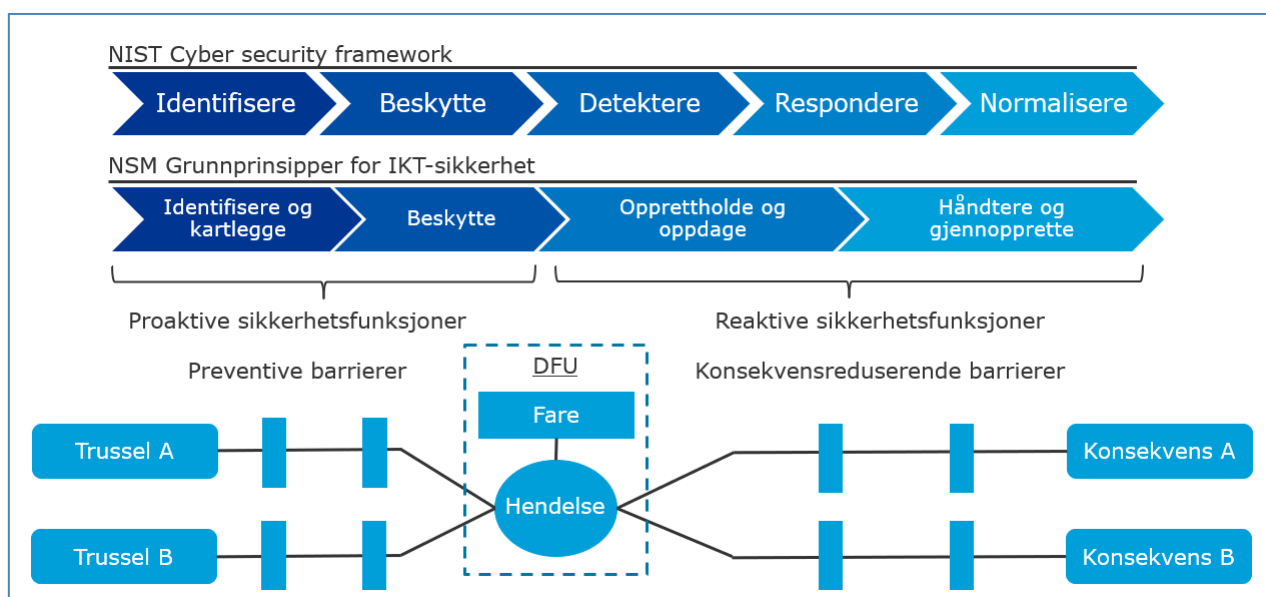 NIST Cyber security framework
Identifisere
Beskytte
Detektere
Respondere
Normalisere
NSM Grunnprinsipper for IKT-sikkerhet
Identifisere og
kartlegge
Beskytte
Opprettholde og
oppdage
Håndtere og
gjennopprette
Proaktive sikkerhetsfunksjoner
Reaktive sikkerhetsfunksjoner
Preventive barrierer
DFU
Konsekvensreduserende barrierer
Fare
Trussel A
Konsekvens A
Hendelse
Trussel B
Konsekvens B